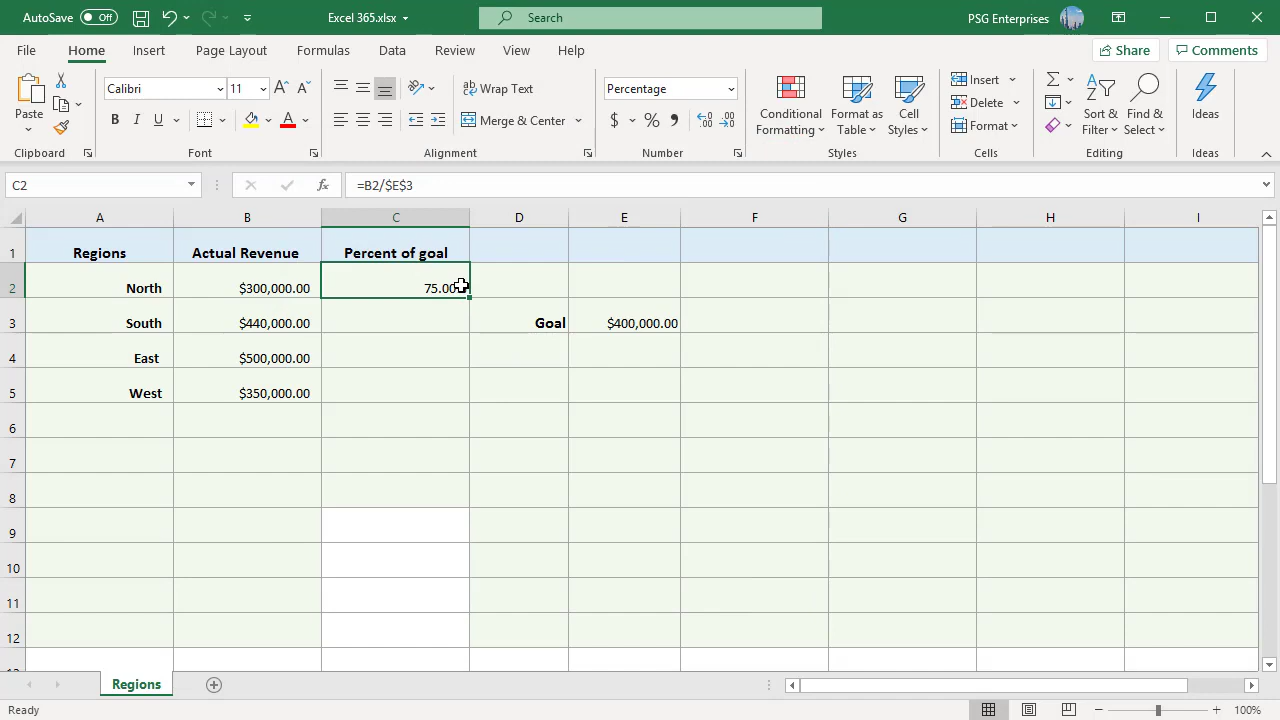 AutoSave Off Excel 365.xlsx Search PSG Enterprises
File Home Insert Page Layout Formulas Data Review View Help Share Comments
Paste Calibri 11 A A Wrap Text Percentage Conditional Formatting Format as Table Cell Styles Insert Sort & Filter Find & Select Ideas
B I U A Merge & Center $ % Delete
Format
Clipboard Font Alignment Number Styles Cells Editing Ideas
C2 fx =B2/$E$3
A B C D E F G H I
1 Regions Actual Revenue Percent of goal
2 North $300,000.00 75.00
3 South $440,000.00 Goal $400,000.00
4 East $500,000.00
5 West $350,000.00
6
7
8
9
10
11
12
Regions
Ready 100%